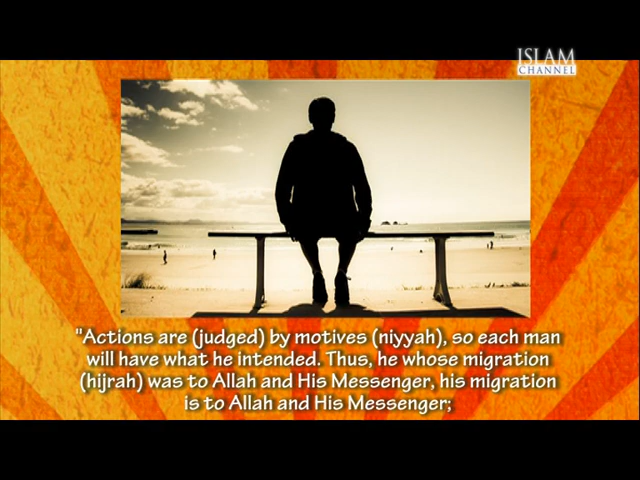 ISLAM
CHANNEL
"Actions are (judged) by motives (niyyah), so each man
will have what he intended. Thus, he whose migration
(hijrah) was to Allah and His Messenger, his migration
is to Allah and His Messenger;